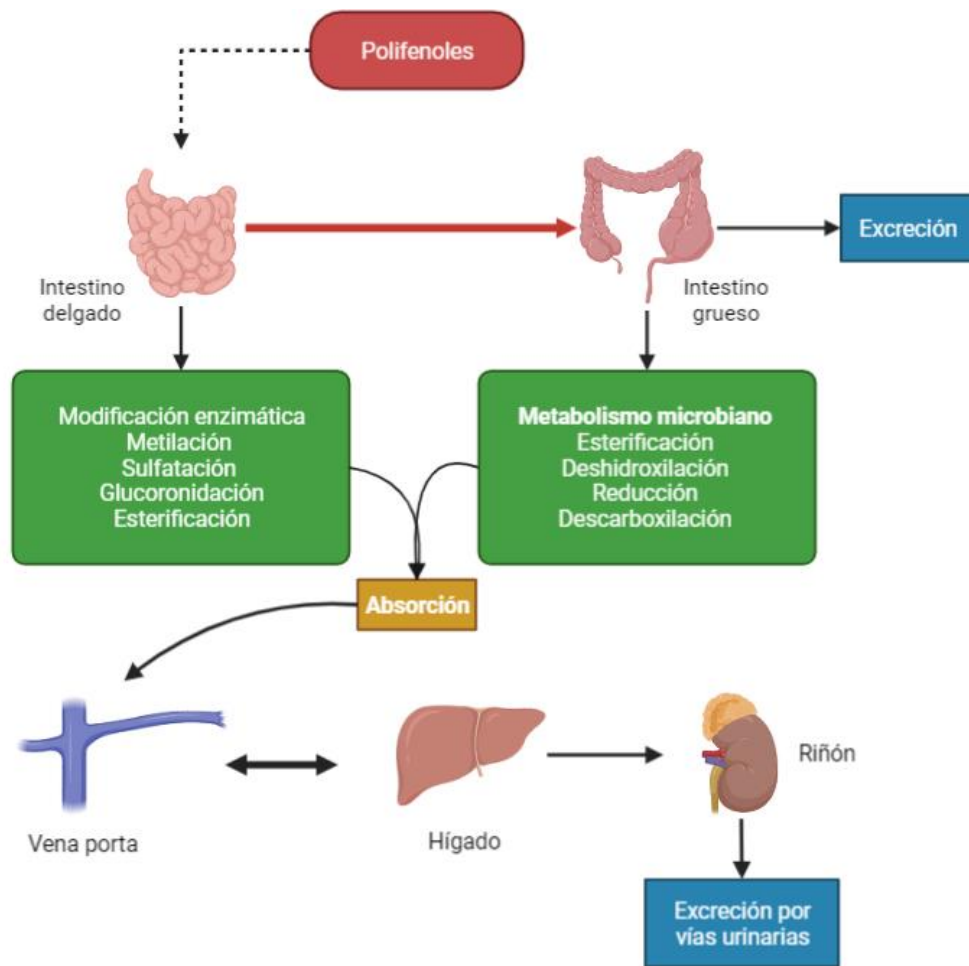 Polifenoles
Intestino
delgado
Intestino
grueso
Excreción
Modificación enzimática
Metilación
Sulfatación
Glucoronidación
Esterificación
Metabolismo microbiano
Esterificación
Deshidroxilación
Reducción
Descarboxilación
Absorción
Vena porta
Hígado
Riñón
Excreción por
vías urinarias